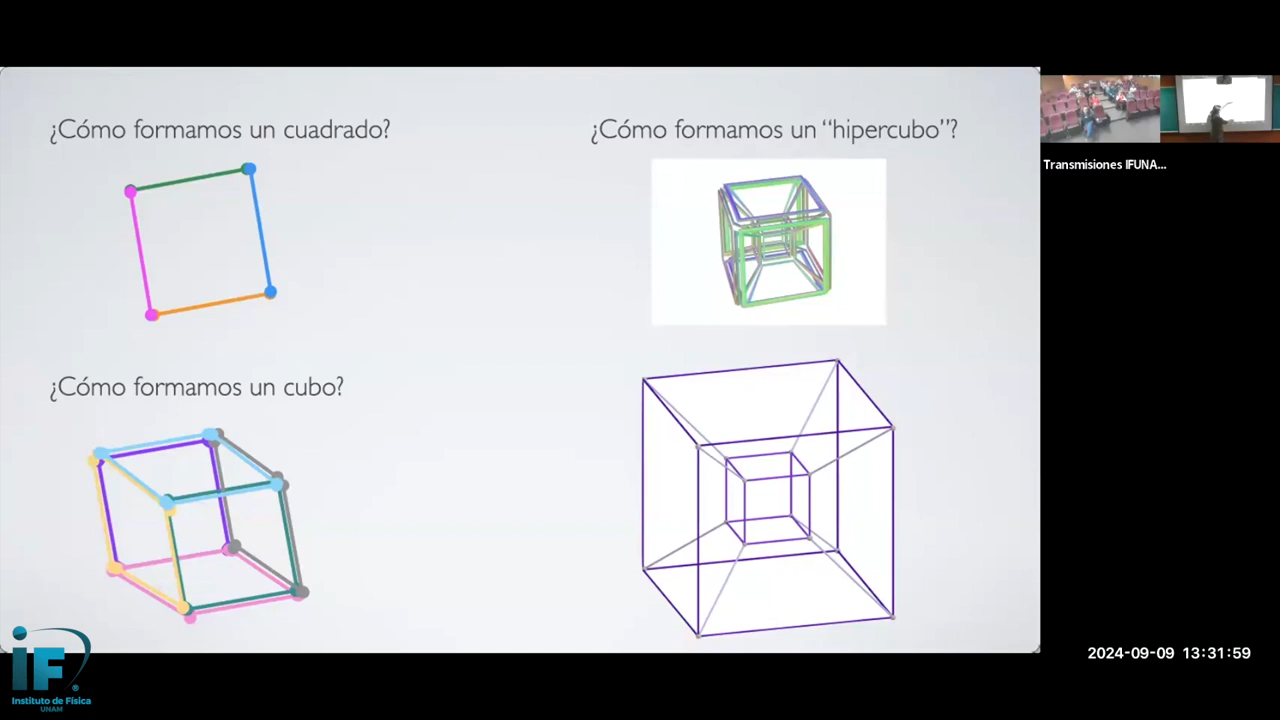 ¿Cómo formamos un cuadrado?
¿Cómo formamos un “hipercubo”?
Transmisiones IFUNA...
¿Cómo formamos un cubo?
iF
Instituto de Física
UNAM
2024-09-09 13:31:59